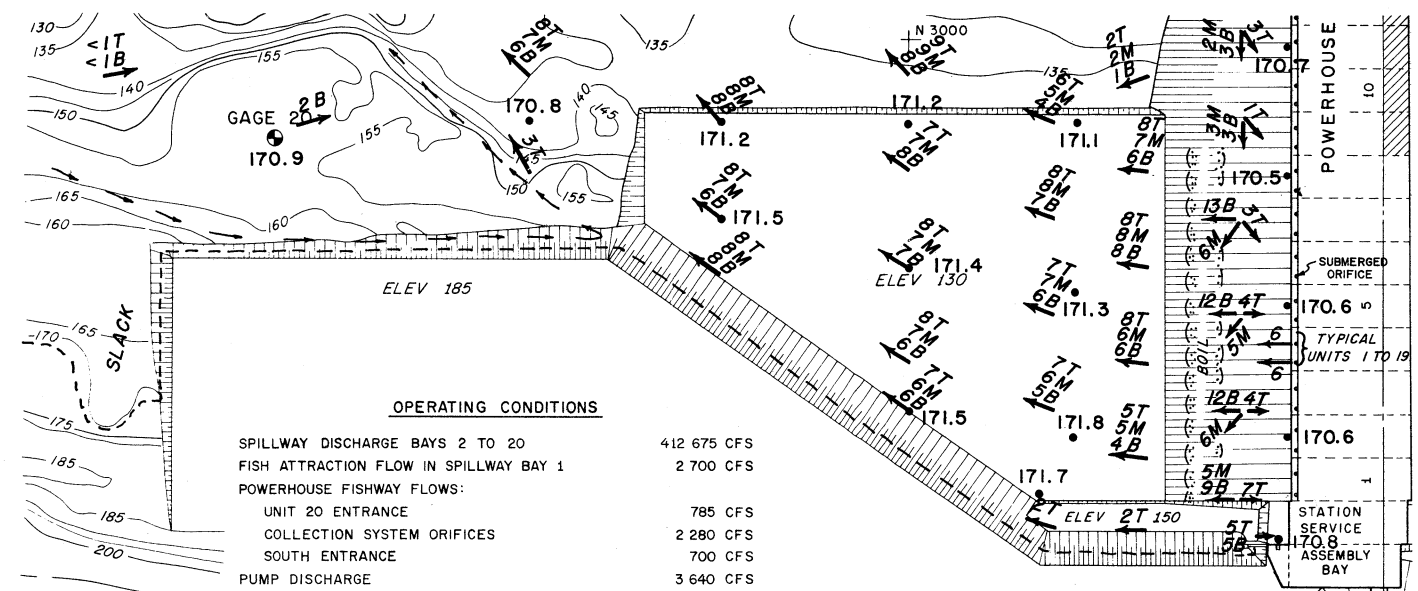 130
135
<1T
<1B
140
150
155
155
GAGE 20
2B
170.9
165
160
160
8T
7M
6B
170.8
140
145
3T
145
150
155
135
N 3000
9T
9M
8B
171.2
2T
2M
1B
135
8T
8M
8B
171.2
7T
7M
8B
6T
5M
4B
171.1
8T
7M
6B
8T
7M
6B
171.5
8T
8M
7B
8T
8M
8B
8T
8M
8B
8T
7M
7B
171.4
ELEV 130
7T
7M
6B
171.3
8T
7M
6B
8T
6M
6B
7T
6M
6B
171.5
7T
6M
5B
171.8
5T
5M
4B
171.7
2T
ELEV 150
2T
5T
5B
170.8
2M
3B
3T
170.7
3M
3B
1T
170.5
13B
3T
6M
12B 4T
5M
170.6
BOIL
12B 4T
6M
170.6
5M
9B 7T
POWERHOUSE
10
5
1
SUBMERGED
ORIFICE
6
6
TYPICAL
UNITS 1 TO 19
STATION
SERVICE
ASSEMBLY
BAY
ELEV 185
SLACK
165
170
175
185
185
200
OPERATING CONDITIONS
SPILLWAY DISCHARGE BAYS 2 TO 20 412 675 CFS
FISH ATTRACTION FLOW IN SPILLWAY BAY 1 2 700 CFS
POWERHOUSE FISHWAY FLOWS:
UNIT 20 ENTRANCE 785 CFS
COLLECTION SYSTEM ORIFICES 2 280 CFS
SOUTH ENTRANCE 700 CFS
PUMP DISCHARGE 3 640 CFS